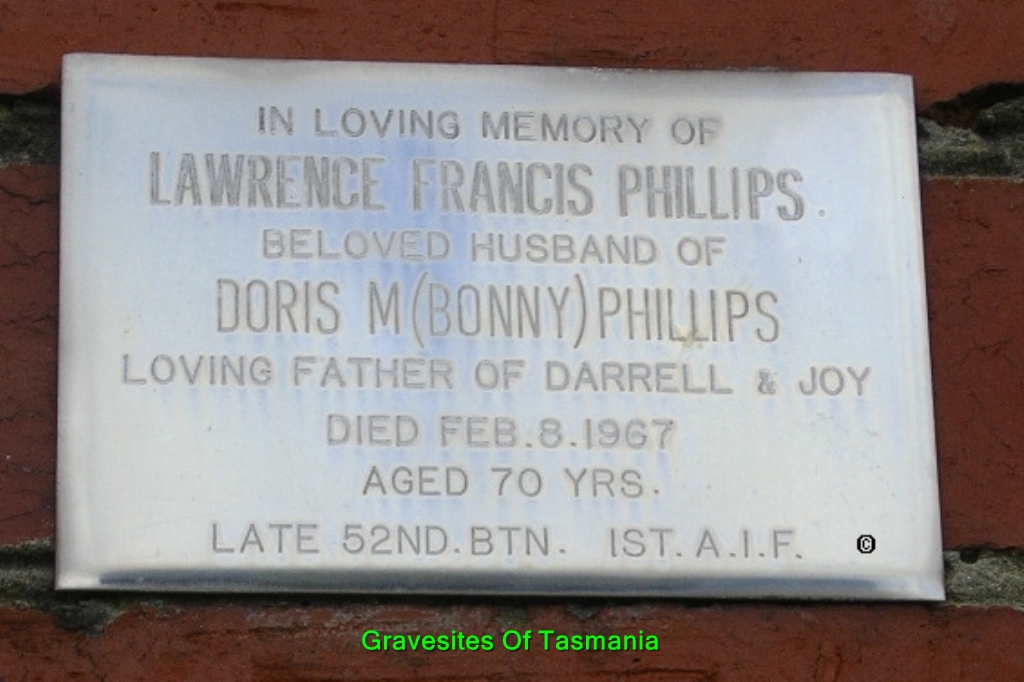 IN LOVING MEMORY OF
LAWRENCE FRANCIS PHILLIPS.
BELOVED HUSBAND OF
DORIS M (BONNY) PHILLIPS
LOVING FATHER OF DARRELL & JOY
DIED FEB. 8. 1967
AGED 70 YRS.
LATE 52ND. BTN. 1ST. A.I.F. ©
Gravesites Of Tasmania